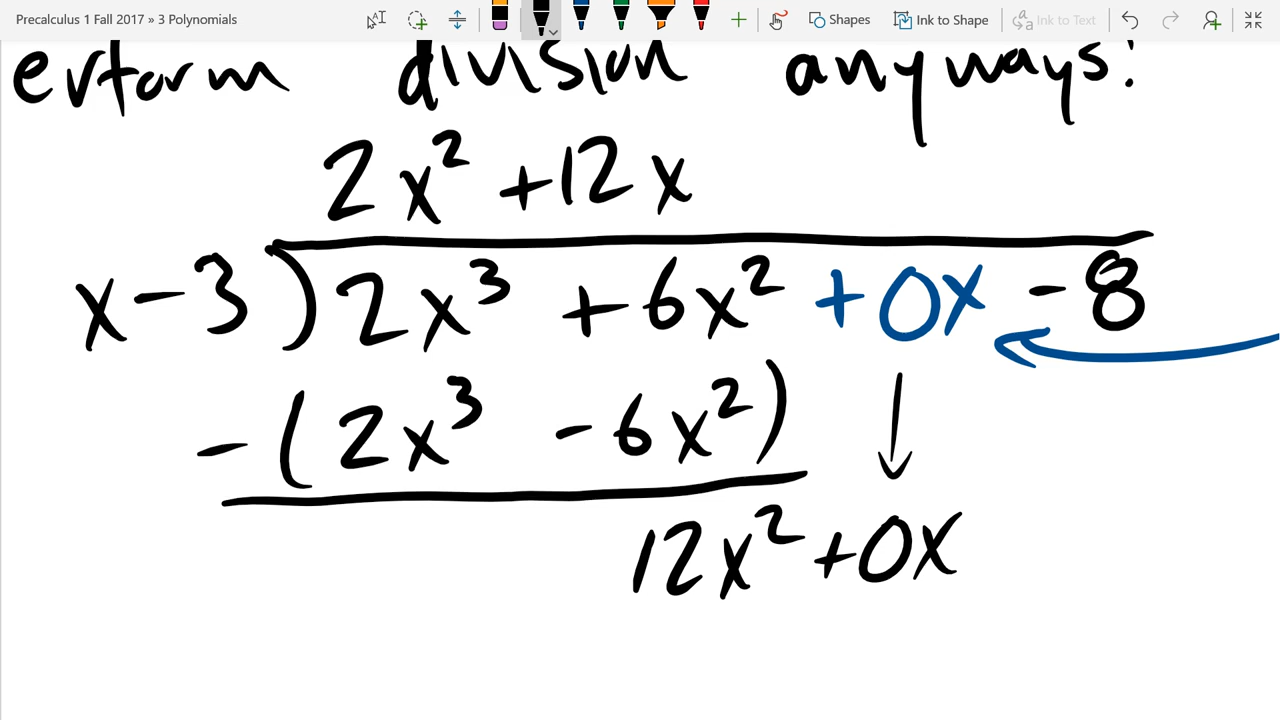 Precalculus 1 Fall 2017 » 3 Polynomials Shapes Ink to Shape Ink to Text
erform division anyways!
2x² +12x
x-3)2x³ +6x² +0x -8
-(2x³ -6x²)
12x² +0x